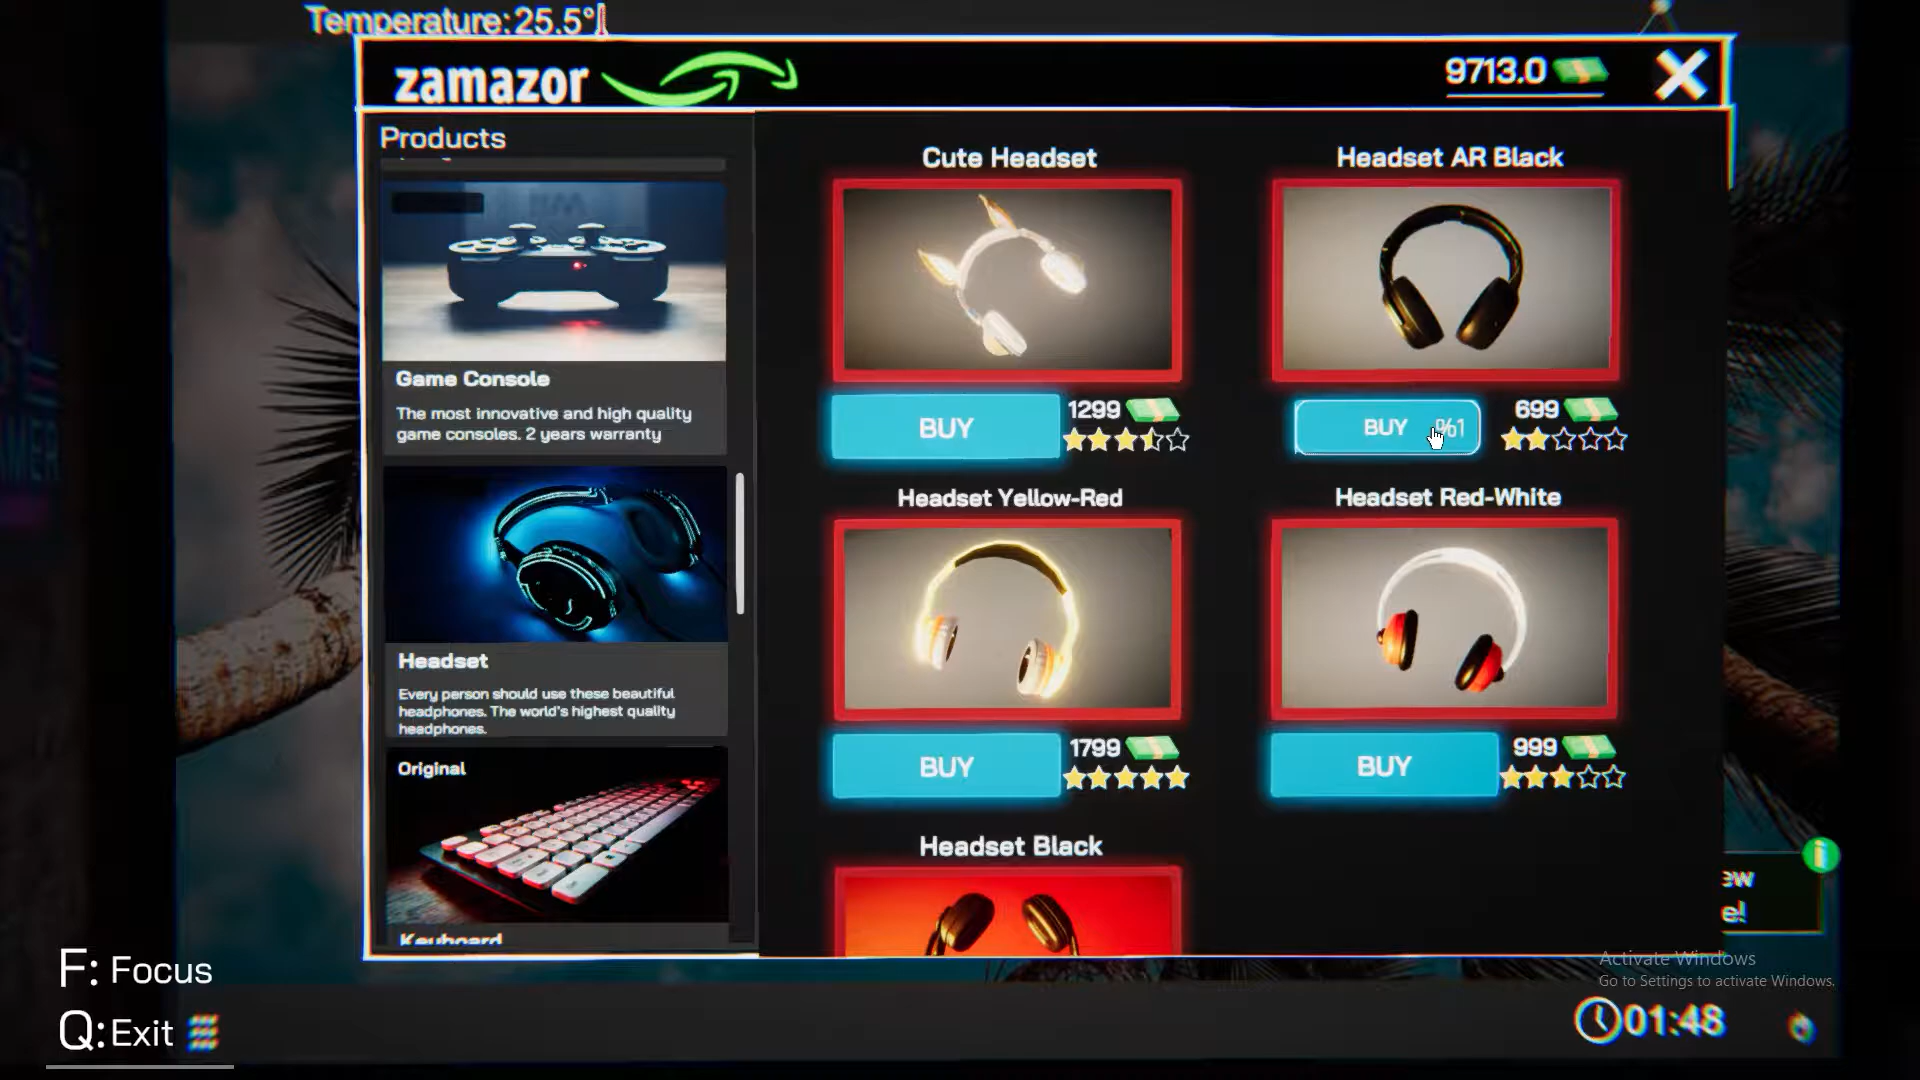 Temperature:25.5°
zamazor
9713.0
Products
Game Console
The most innovative and high quality
game consoles. 2 years warranty
Headset
Every person should use these beautiful
headphones. The world's highest quality
headphones.
Original
Keyboard
Cute Headset
BUY
1299
Headset AR Black
BUY %1
699
Headset Yellow-Red
BUY
1799
Headset Red-White
BUY
999
Headset Black
ew
e!
Activate Windows
Go to Settings to activate Windows.
F: Focus
Q:Exit
01:48